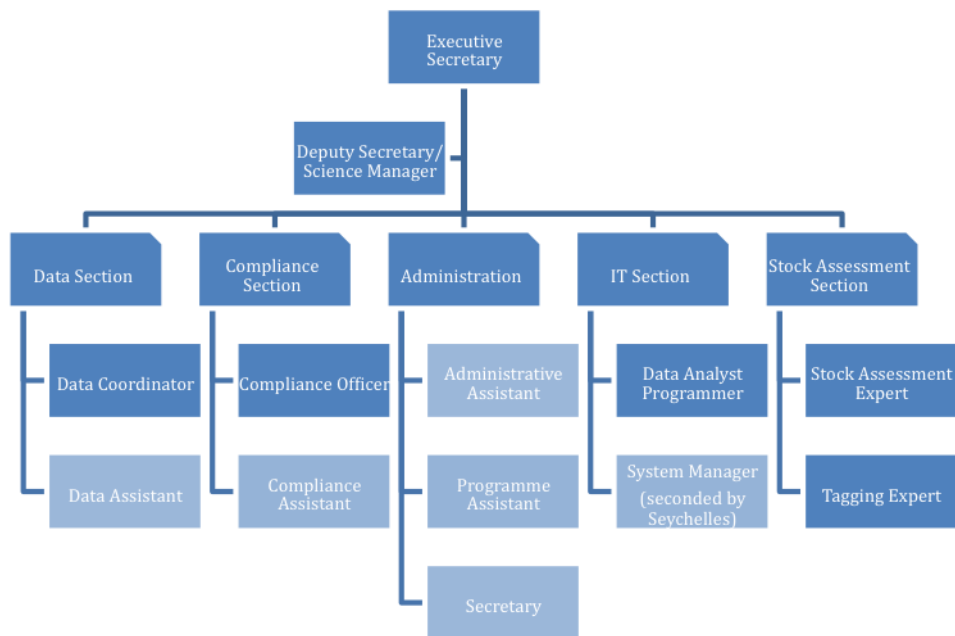 Executive
Secretary
Deputy Secretary/
Science Manager
Data Section
Compliance
Section
Administration
IT Section
Stock Assessment
Section
Data Coordinator
Compliance Officer
Administrative
Assistant
Data Analyst
Programmer
Stock Assessment
Expert
Data Assistant
Compliance
Assistant
Programme
Assistant
System Manager
(seconded by
Seychelles)
Tagging Expert
Secretary